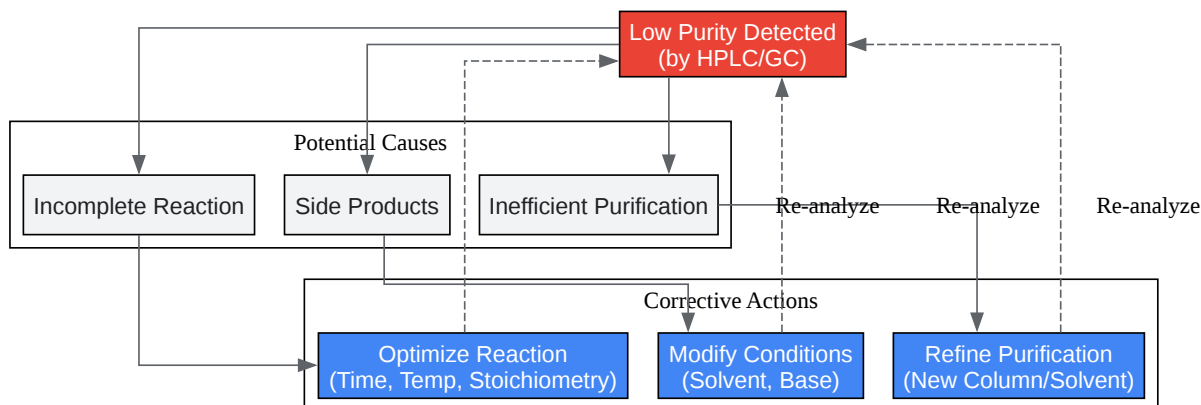 Low Purity Detected
(by HPLC/GC)
Potential Causes
Incomplete Reaction
Side Products
Inefficient Purification
Re-analyze
Re-analyze
Re-analyze
Corrective Actions
Optimize Reaction
(Time, Temp, Stoichiometry)
Modify Conditions
(Solvent, Base)
Refine Purification
(New Column/Solvent)